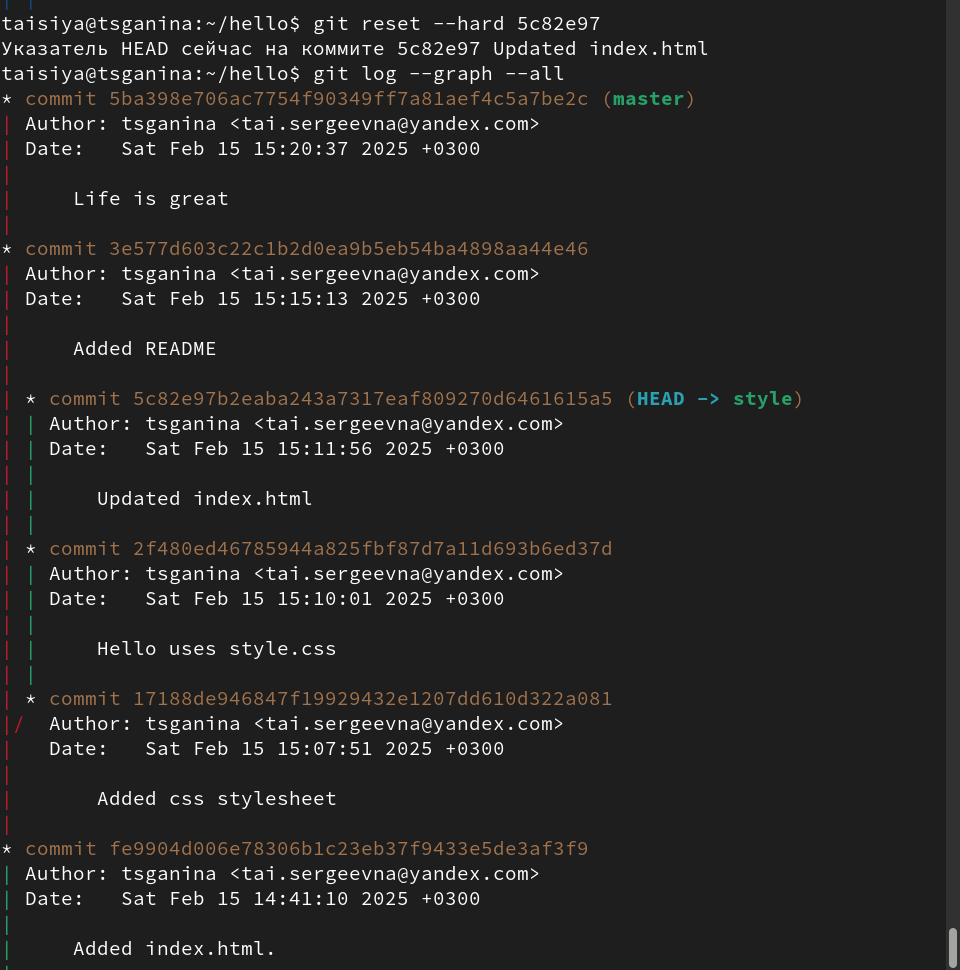 taisiya@tsganina:~/hello$ git reset --hard 5c82e97
Указатель HEAD сейчас на коммите 5c82e97 Updated index.html
taisiya@tsganina:~/hello$ git log --graph --all
* commit 5ba398e706ac7754f90349ff7a81aef4c5a7be2c (master)
| Author: tsganina <tai.sergeevna@yandex.com>
| Date:   Sat Feb 15 15:20:37 2025 +0300
|
|     Life is great
|
* commit 3e577d603c22c1b2d0ea9b5eb54ba4898aa44e46
| Author: tsganina <tai.sergeevna@yandex.com>
| Date:   Sat Feb 15 15:15:13 2025 +0300
|
|     Added README
|
| * commit 5c82e97b2eaba243a7317eaf809270d6461615a5 (HEAD -> style)
| | Author: tsganina <tai.sergeevna@yandex.com>
| | Date:   Sat Feb 15 15:11:56 2025 +0300
| |
| |     Updated index.html
| |
| * commit 2f480ed46785944a825fbf87d7a11d693b6ed37d
| | Author: tsganina <tai.sergeevna@yandex.com>
| | Date:   Sat Feb 15 15:10:01 2025 +0300
| |
| |     Hello uses style.css
| |
| * commit 17188de946847f19929432e1207dd610d322a081
|/  Author: tsganina <tai.sergeevna@yandex.com>
|   Date:   Sat Feb 15 15:07:51 2025 +0300
|
|       Added css stylesheet
|
* commit fe9904d006e78306b1c23eb37f9433e5de3af3f9
| Author: tsganina <tai.sergeevna@yandex.com>
| Date:   Sat Feb 15 14:41:10 2025 +0300
|
|     Added index.html.